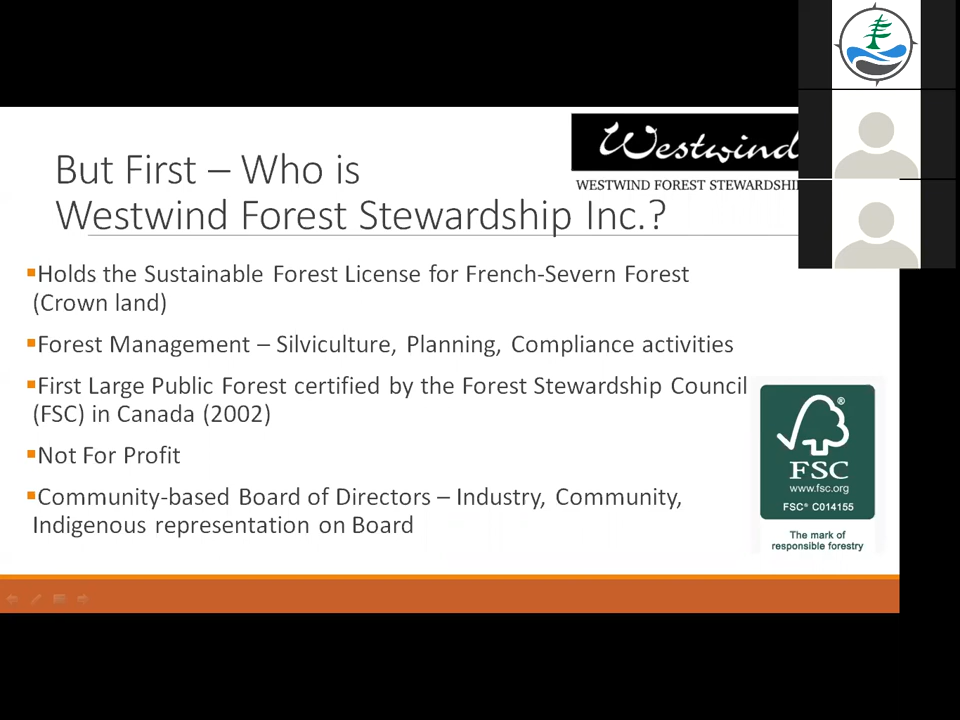 But First – Who is
Westwind Forest Stewardship Inc.?
Westwind
WESTWIND FOREST STEWARDSHIP
▪Holds the Sustainable Forest License for French-Severn Forest
(Crown land)
▪Forest Management – Silviculture, Planning, Compliance activities
▪First Large Public Forest certified by the Forest Stewardship Council
(FSC) in Canada (2002)
▪Not For Profit
▪Community-based Board of Directors – Industry, Community,
Indigenous representation on Board
®
FSC
www.fsc.org
FSC® C014155
The mark of
responsible forestry